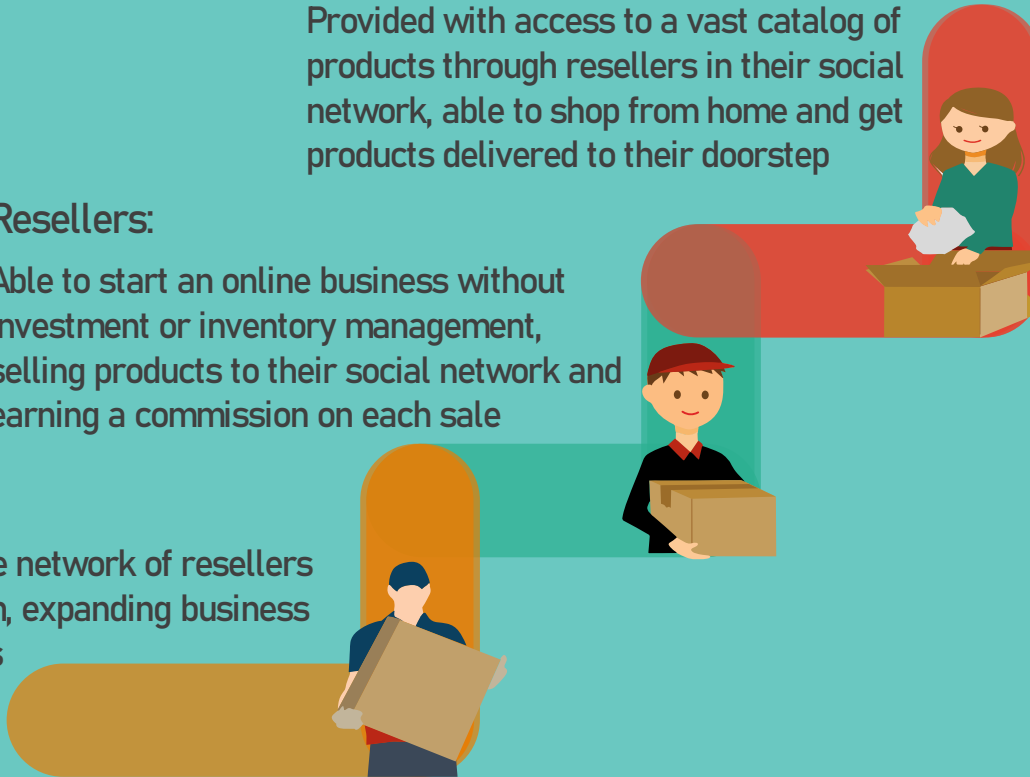 Provided with access to a vast catalog of
products through resellers in their social
network, able to shop from home and get
products delivered to their doorstep
Resellers:
Able to start an online business without
investment or inventory management,
selling products to their social network and
earning a commission on each sale
network of resellers
expanding business